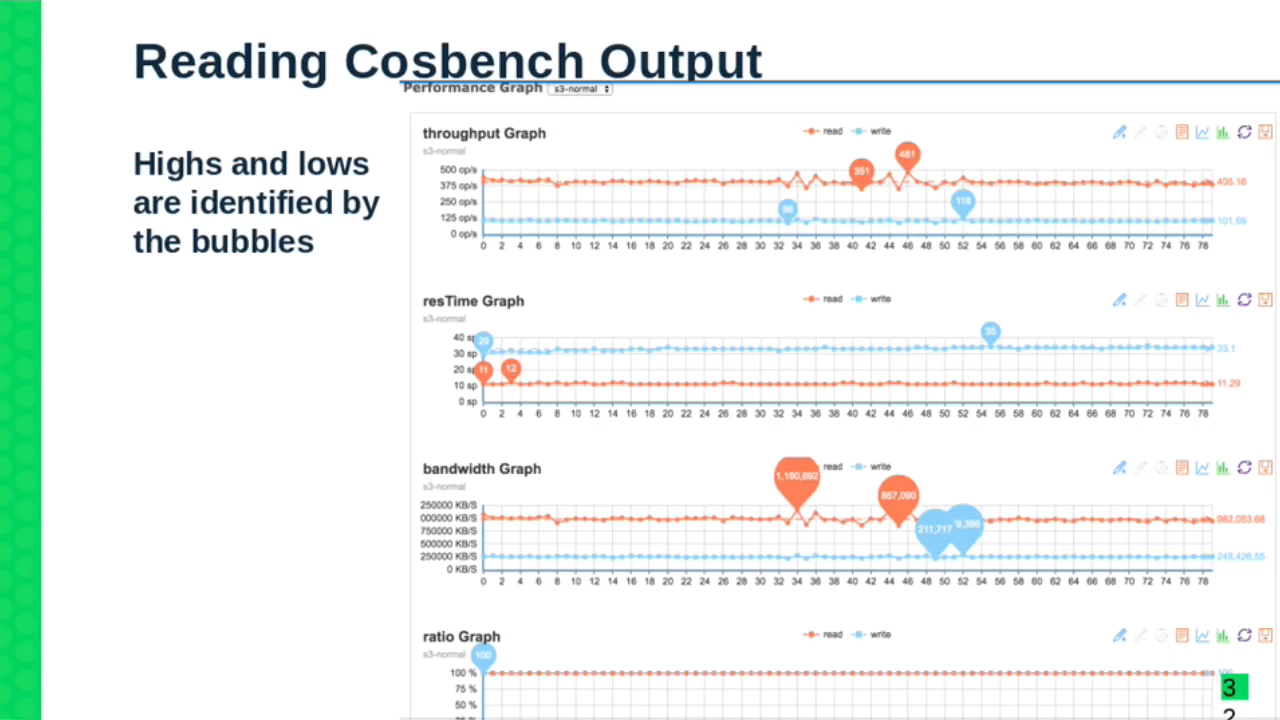 Reading Cosbench Output
Performance Graph s3-normal
Highs and lows
are identified by
the bubbles
throughput Graph
s3-normal
read write
481
351
118
500 op/s
375 op/s
250 op/s
125 op/s
0 op/s
408.16
101.69
0 2 4 6 8 10 12 14 16 18 20 22 24 26 28 30 32 34 36 38 40 42 44 46 48 50 52 54 56 58 60 62 64 66 68 70 72 74 76 78
resTime Graph
s3-normal
read write
29
35
11
12
40 sp
30 sp
20 sp
10 sp
0 sp
33.1
11.29
0 2 4 6 8 10 12 14 16 18 20 22 24 26 28 30 32 34 36 38 40 42 44 46 48 50 52 54 56 58 60 62 64 66 68 70 72 74 76 78
bandwidth Graph
s3-normal
read write
1,160,692
857,090
211,717
250000 KB/S
000000 KB/S
750000 KB/S
500000 KB/S
250000 KB/S
0 KB/S
982,053.68
248,426.55
0 2 4 6 8 10 12 14 16 18 20 22 24 26 28 30 32 34 36 38 40 42 44 46 48 50 52 54 56 58 60 62 64 66 68 70 72 74 76 78
ratio Graph
s3-normal
read write
100
100 %
75 %
50 %
3
2